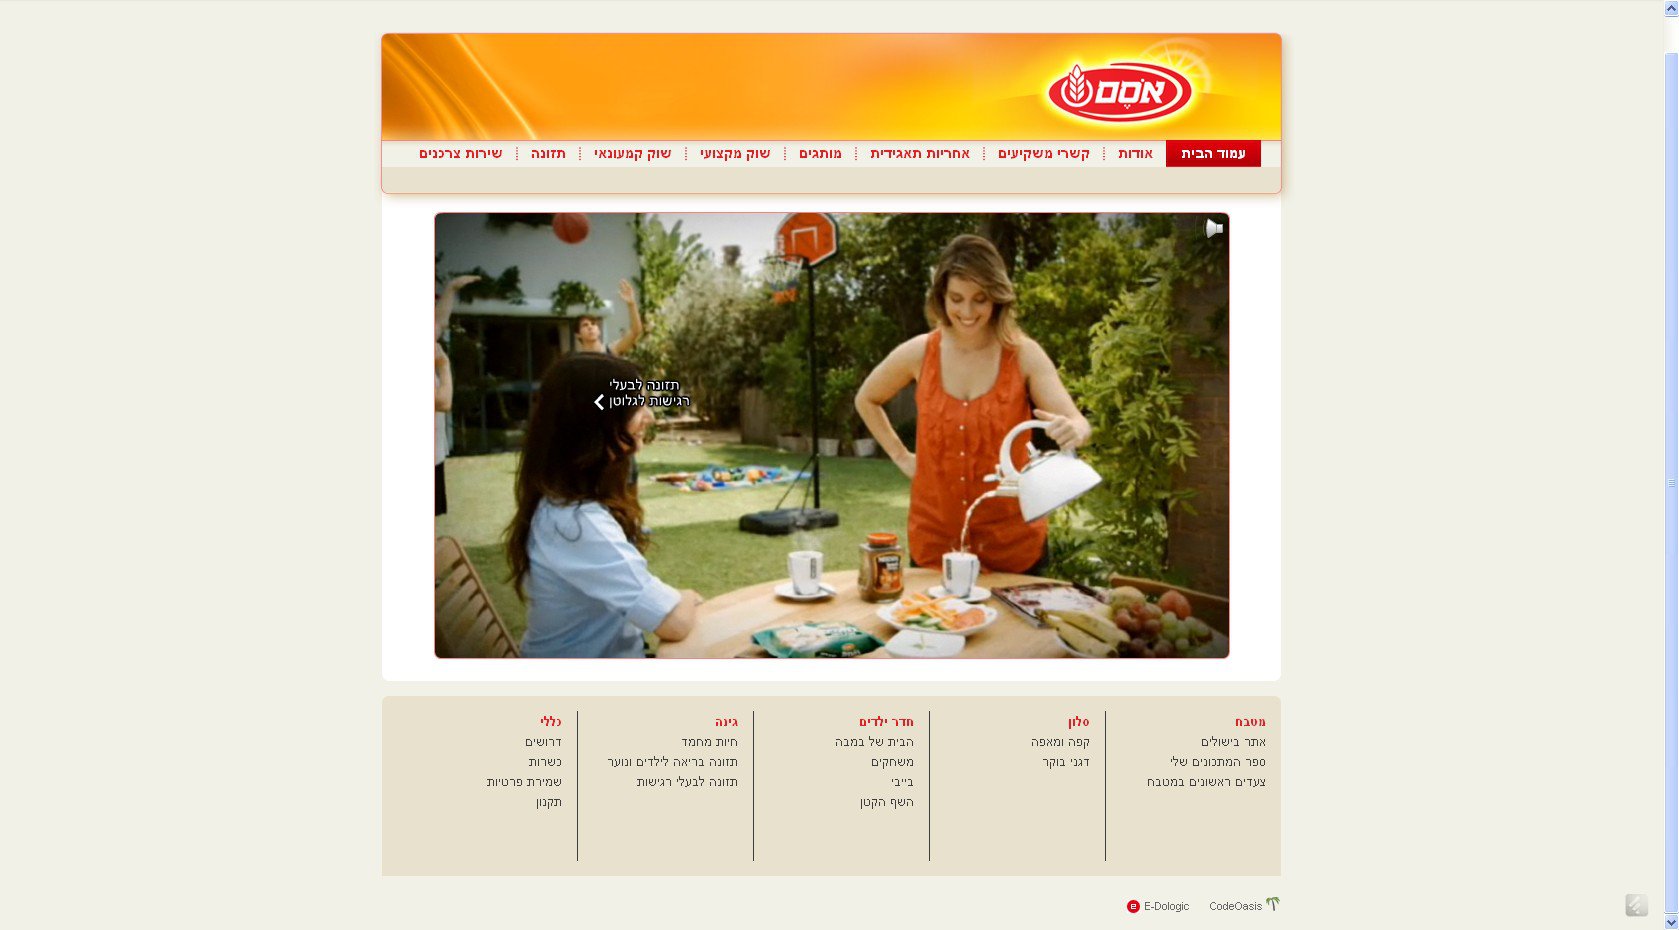 אסם
עמוד הבית
אודות
קשרי משקיעים
אחריות תאגידית
מותגים
שוק מקצועי
שוק קמעונאי
תזונה
שירות צרכנים
תזונה לבעלי
רגישות לגלוטן
מטבח
אתר בישולים
ספר המתכונים שלי
צעדים ראשונים במטבח
סלון
קפה ומאפה
דגני בוקר
חדר ילדים
הבית של במבה
משחקים
בייבי
השף הקטן
גינה
חיות מחמד
תזונה בריאה לילדים ונוער
תזונה לבעלי רגישות
כללי
דרושים
כשרות
שמירת פרטיות
תקנון
E-Dologic
CodeOasis